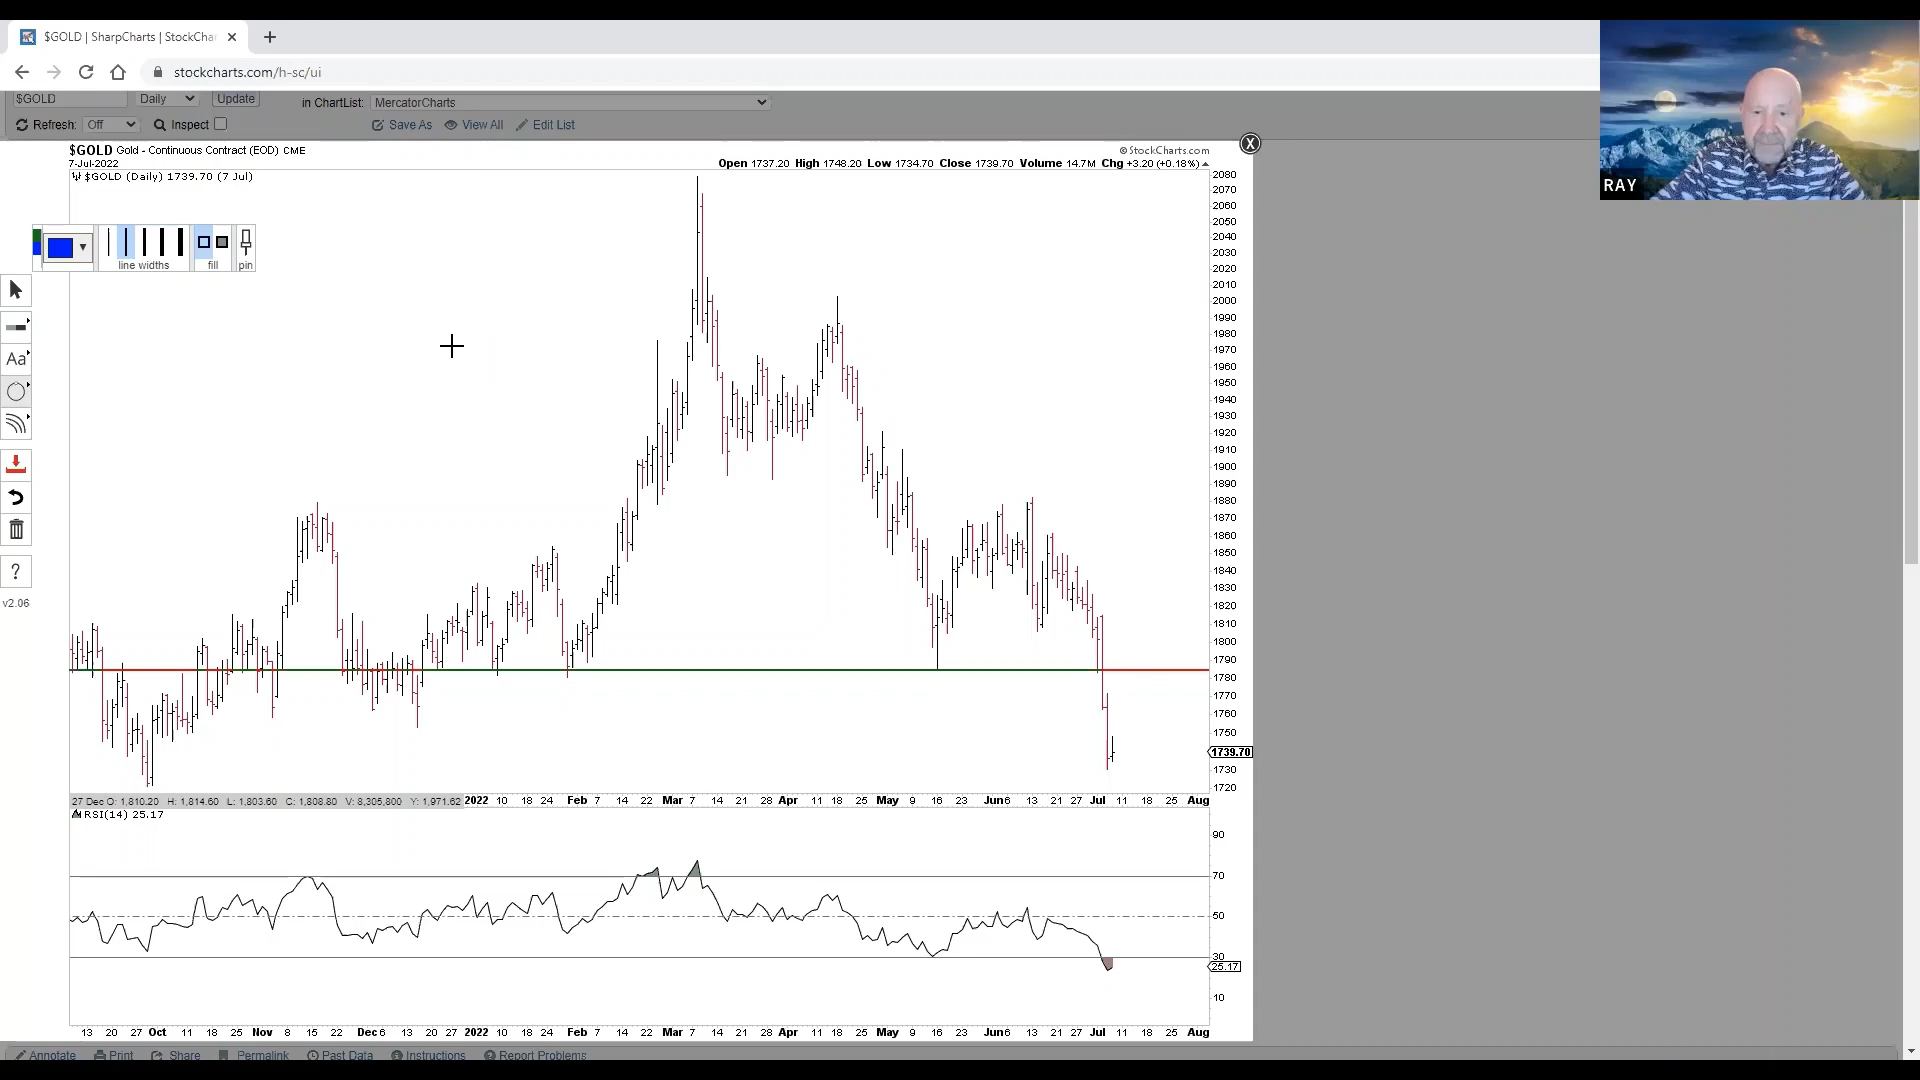 $GOLD | SharpCharts | StockCha
stockcharts.com/h-sc/ui
$GOLD Daily Update in ChartList: MercatorCharts
Refresh: Off Inspect Save As View All Edit List
$GOLD Gold - Continuous Contract (EOD) CME ©StockCharts.com
7-Jul-2022 Open 1737.20 High 1748.20 Low 1734.70 Close 1739.70 Volume 14.7M Chg +3.20 (+0.18%)
$GOLD (Daily) 1739.70 (7 Jul)
RAY
line widths fill pin
Aa
?
v2.06
2080
2070
2060
2050
2040
2030
2020
2010
2000
1990
1980
1970
1960
1950
1940
1930
1920
1910
1900
1890
1880
1870
1860
1850
1840
1830
1820
1810
1800
1790
1780
1770
1760
1750
1739.70
1730
1720
27 Dec O: 1,810.20 H: 1,814.60 L: 1,803.60 C: 1,808.80 V: 8,305,800 Y: 1,971.62 2022 10 18 24 Feb 7 14 22 Mar 7 14 21 28 Apr 11 18 25 May 9 16 23 Jun6 13 21 27 Jul 11 18 25 Aug
RSI(14) 25.17
90
70
50
30
25.17
10
13 20 27 Oct 11 18 25 Nov 8 15 22 Dec6 13 20 27 2022 10 18 24 Feb 7 14 22 Mar 7 14 21 28 Apr 11 18 25 May 9 16 23 Jun6 13 21 27 Jul 11 18 25 Aug
Annotate Print Share Permalink Past Data Instructions Report Problems